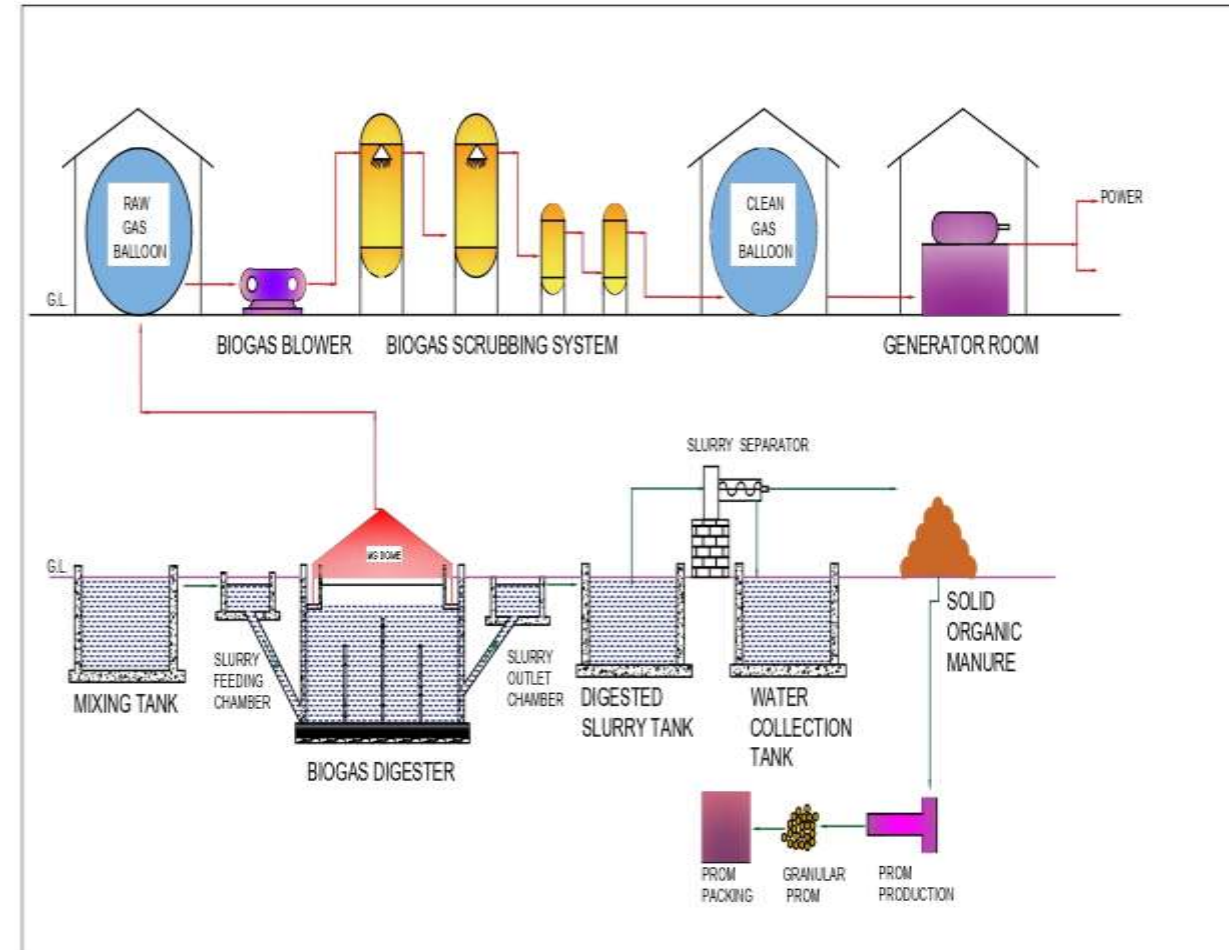 RAW
GAS
BALLOON
CLEAN
GAS
BALLOON
POWER
G.L.
BIOGAS BLOWER
BIOGAS SCRUBBING SYSTEM
GENERATOR ROOM
SLURRY SEPARATOR
MS DOME
G.L.
MIXING TANK
SLURRY
FEEDING
CHAMBER
BIOGAS DIGESTER
SLURRY
OUTLET
CHAMBER
DIGESTED
SLURRY TANK
WATER
COLLECTION
TANK
SOLID
ORGANIC
MANURE
PROM
PACKING
GRANULAR
PROM
PROM
PRODUCTION